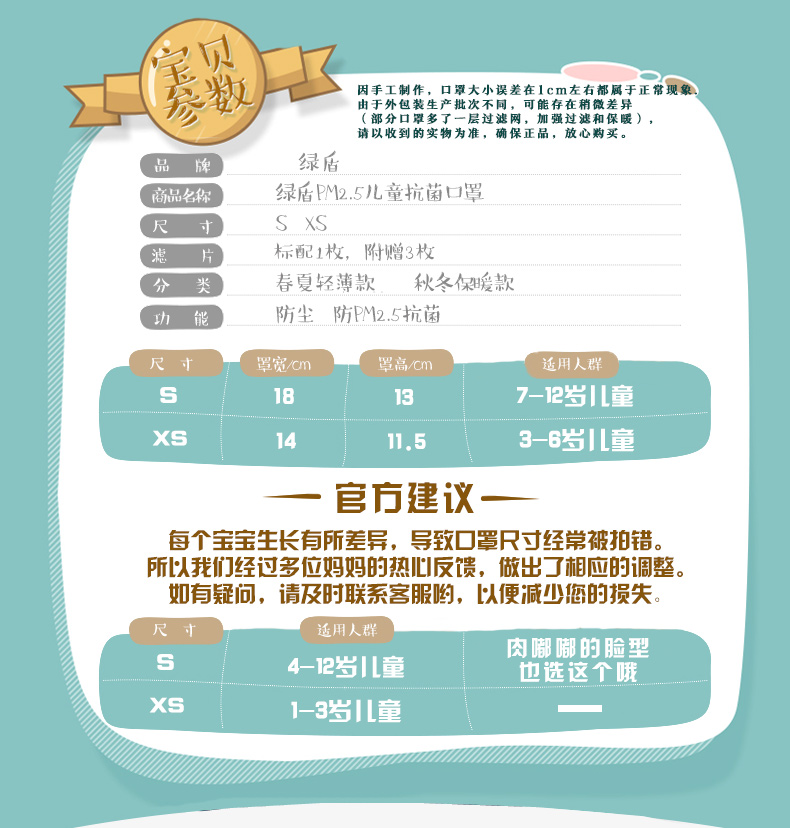 宝贝
参数
因手工制作，口罩大小误差在1cm左右都属于正常现象.
由于外包装生产批次不同，可能存在稍微差异
（部分口罩多了一层过滤网，加强过滤和保暖），
请以收到的实物为准，确保正品，放心购买。
品 牌 绿盾
商品名称 绿盾PM2.5儿童抗菌口罩
尺 寸 S XS
滤 片 标配1枚，附赠3枚
分 类 春夏轻薄款 秋冬保暖款
功 能 防尘 防PM2.5抗菌
尺 寸 罩宽/cm 罩高/cm 适用人群
S 18 13 7-12岁儿童
XS 14 11.5 3-6岁儿童
官方建议
每个宝宝生长有所差异，导致口罩尺寸经常被拍错。
所以我们经过多位妈妈的热心反馈，做出了相应的调整。
如有疑问，请及时联系客服哟，以便减少您的损失。
尺 寸 适用人群
S 4-12岁儿童 肉嘟嘟的脸型
也选这个哦
XS 1-3岁儿童 —